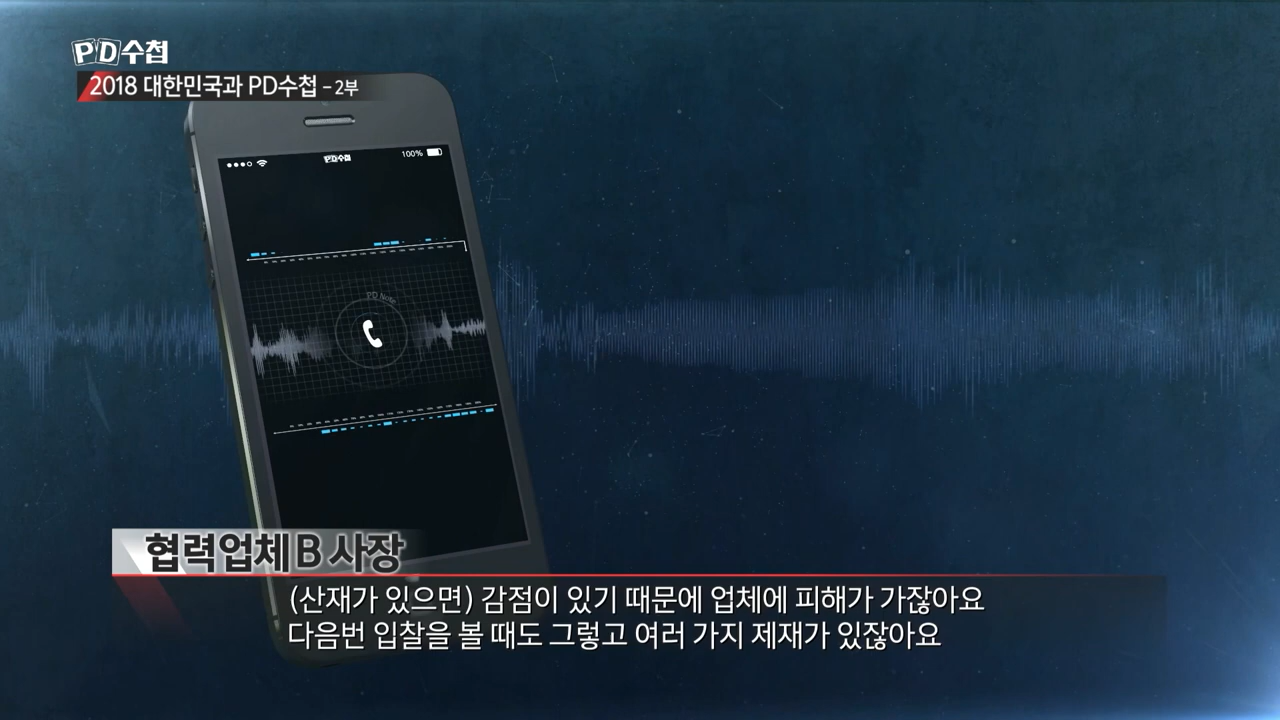 PD수첩
2018 대한민국과 PD수첩 – 2부
PD수첩
100%
PD Note
협력업체 B 사장
(산재가 있으면) 감점이 있기 때문에 업체에 피해가 가잖아요
다음번 입찰을 볼 때도 그렇고 여러 가지 제재가 있잖아요